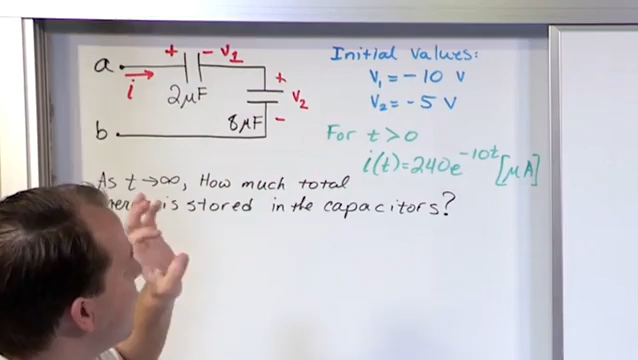 Initial Values:
a + - v₁
i 2μF + v₂ -
V₁ = -10 V
V₂ = -5 V
b 8μF
For t > 0
i(t) = 240e^-10t [μA]
As t→∞, How much total
is stored in the capacitors?